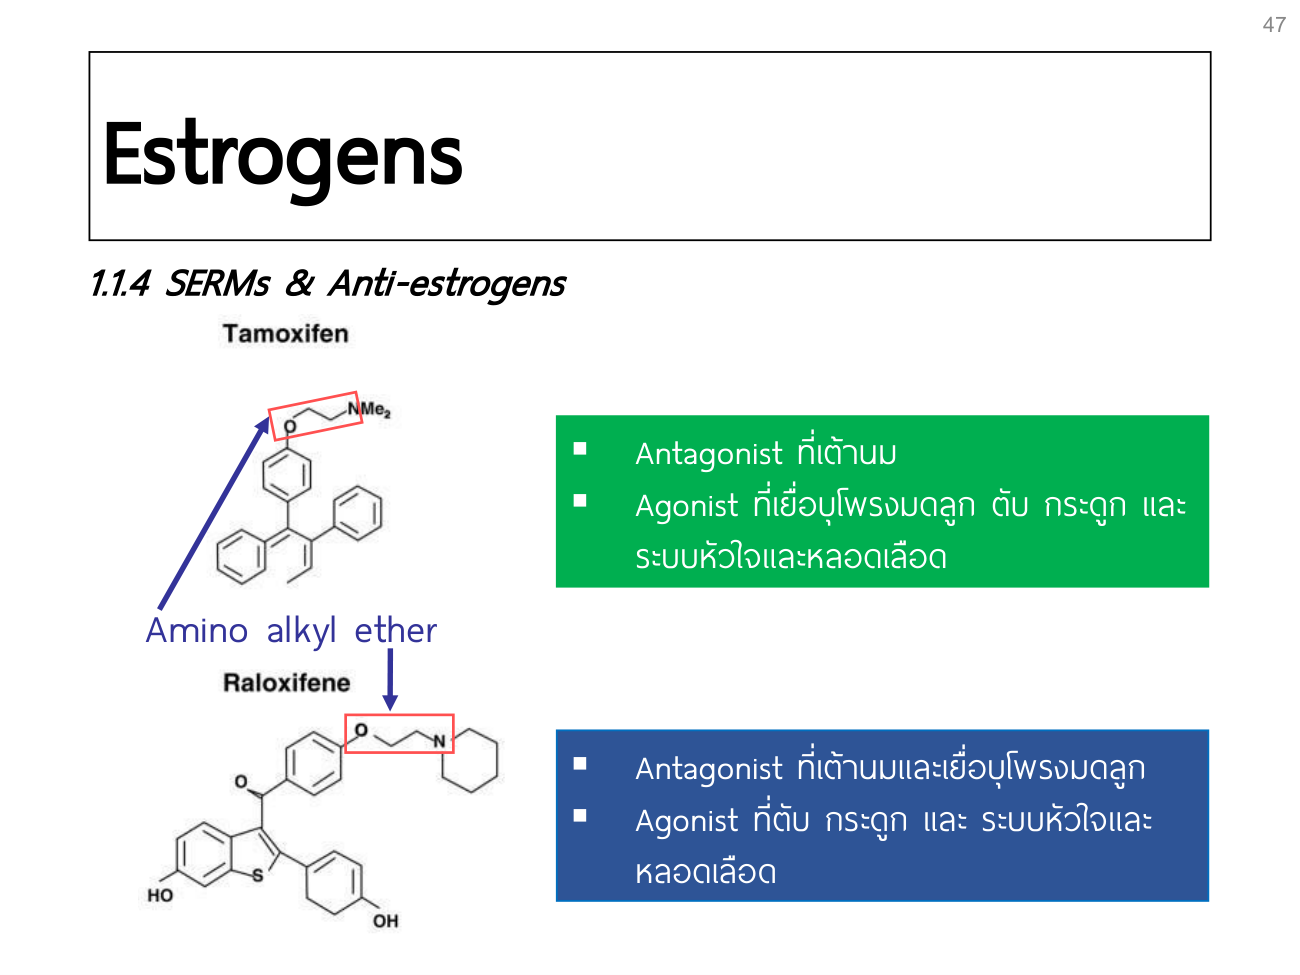 47
Estrogens
1.1.4 SERMs & Anti-estrogens
Tamoxifen
NMe2
O
▪ Antagonist ที่เต้านม
▪ Agonist ที่เยื่อบุโพรงมดลูก ตับ กระดูก และ
ระบบหัวใจและหลอดเลือด
Amino alkyl ether
Raloxifene
O
N
O
S
HO
OH
▪ Antagonist ที่เต้านมและเยื่อบุโพรงมดลูก
▪ Agonist ที่ตับ กระดูก และ ระบบหัวใจและ
หลอดเลือด